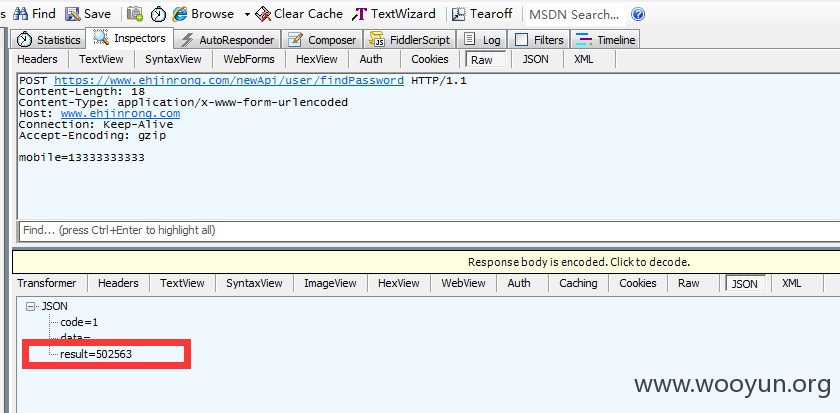 s Find Save Browse Clear Cache TextWizard Tearoff MSDN Search...
Statistics Inspectors AutoResponder Composer FiddlerScript Log Filters Timeline
Headers TextView SyntaxView WebForms HexView Auth Cookies Raw JSON XML
POST https://www.ehjinrong.com/newApi/user/findPassword HTTP/1.1
Content-Length: 18
Content-Type: application/x-www-form-urlencoded
Host: www.ehjinrong.com
Connection: Keep-Alive
Accept-Encoding: gzip
mobile=13333333333
Find... (press Ctrl+Enter to highlight all)
Response body is encoded. Click to decode.
Transformer Headers TextView SyntaxView ImageView HexView WebView Auth Caching Cookies Raw JSON XML
JSON
code=1
data=
result=502563
www.wooyun.org